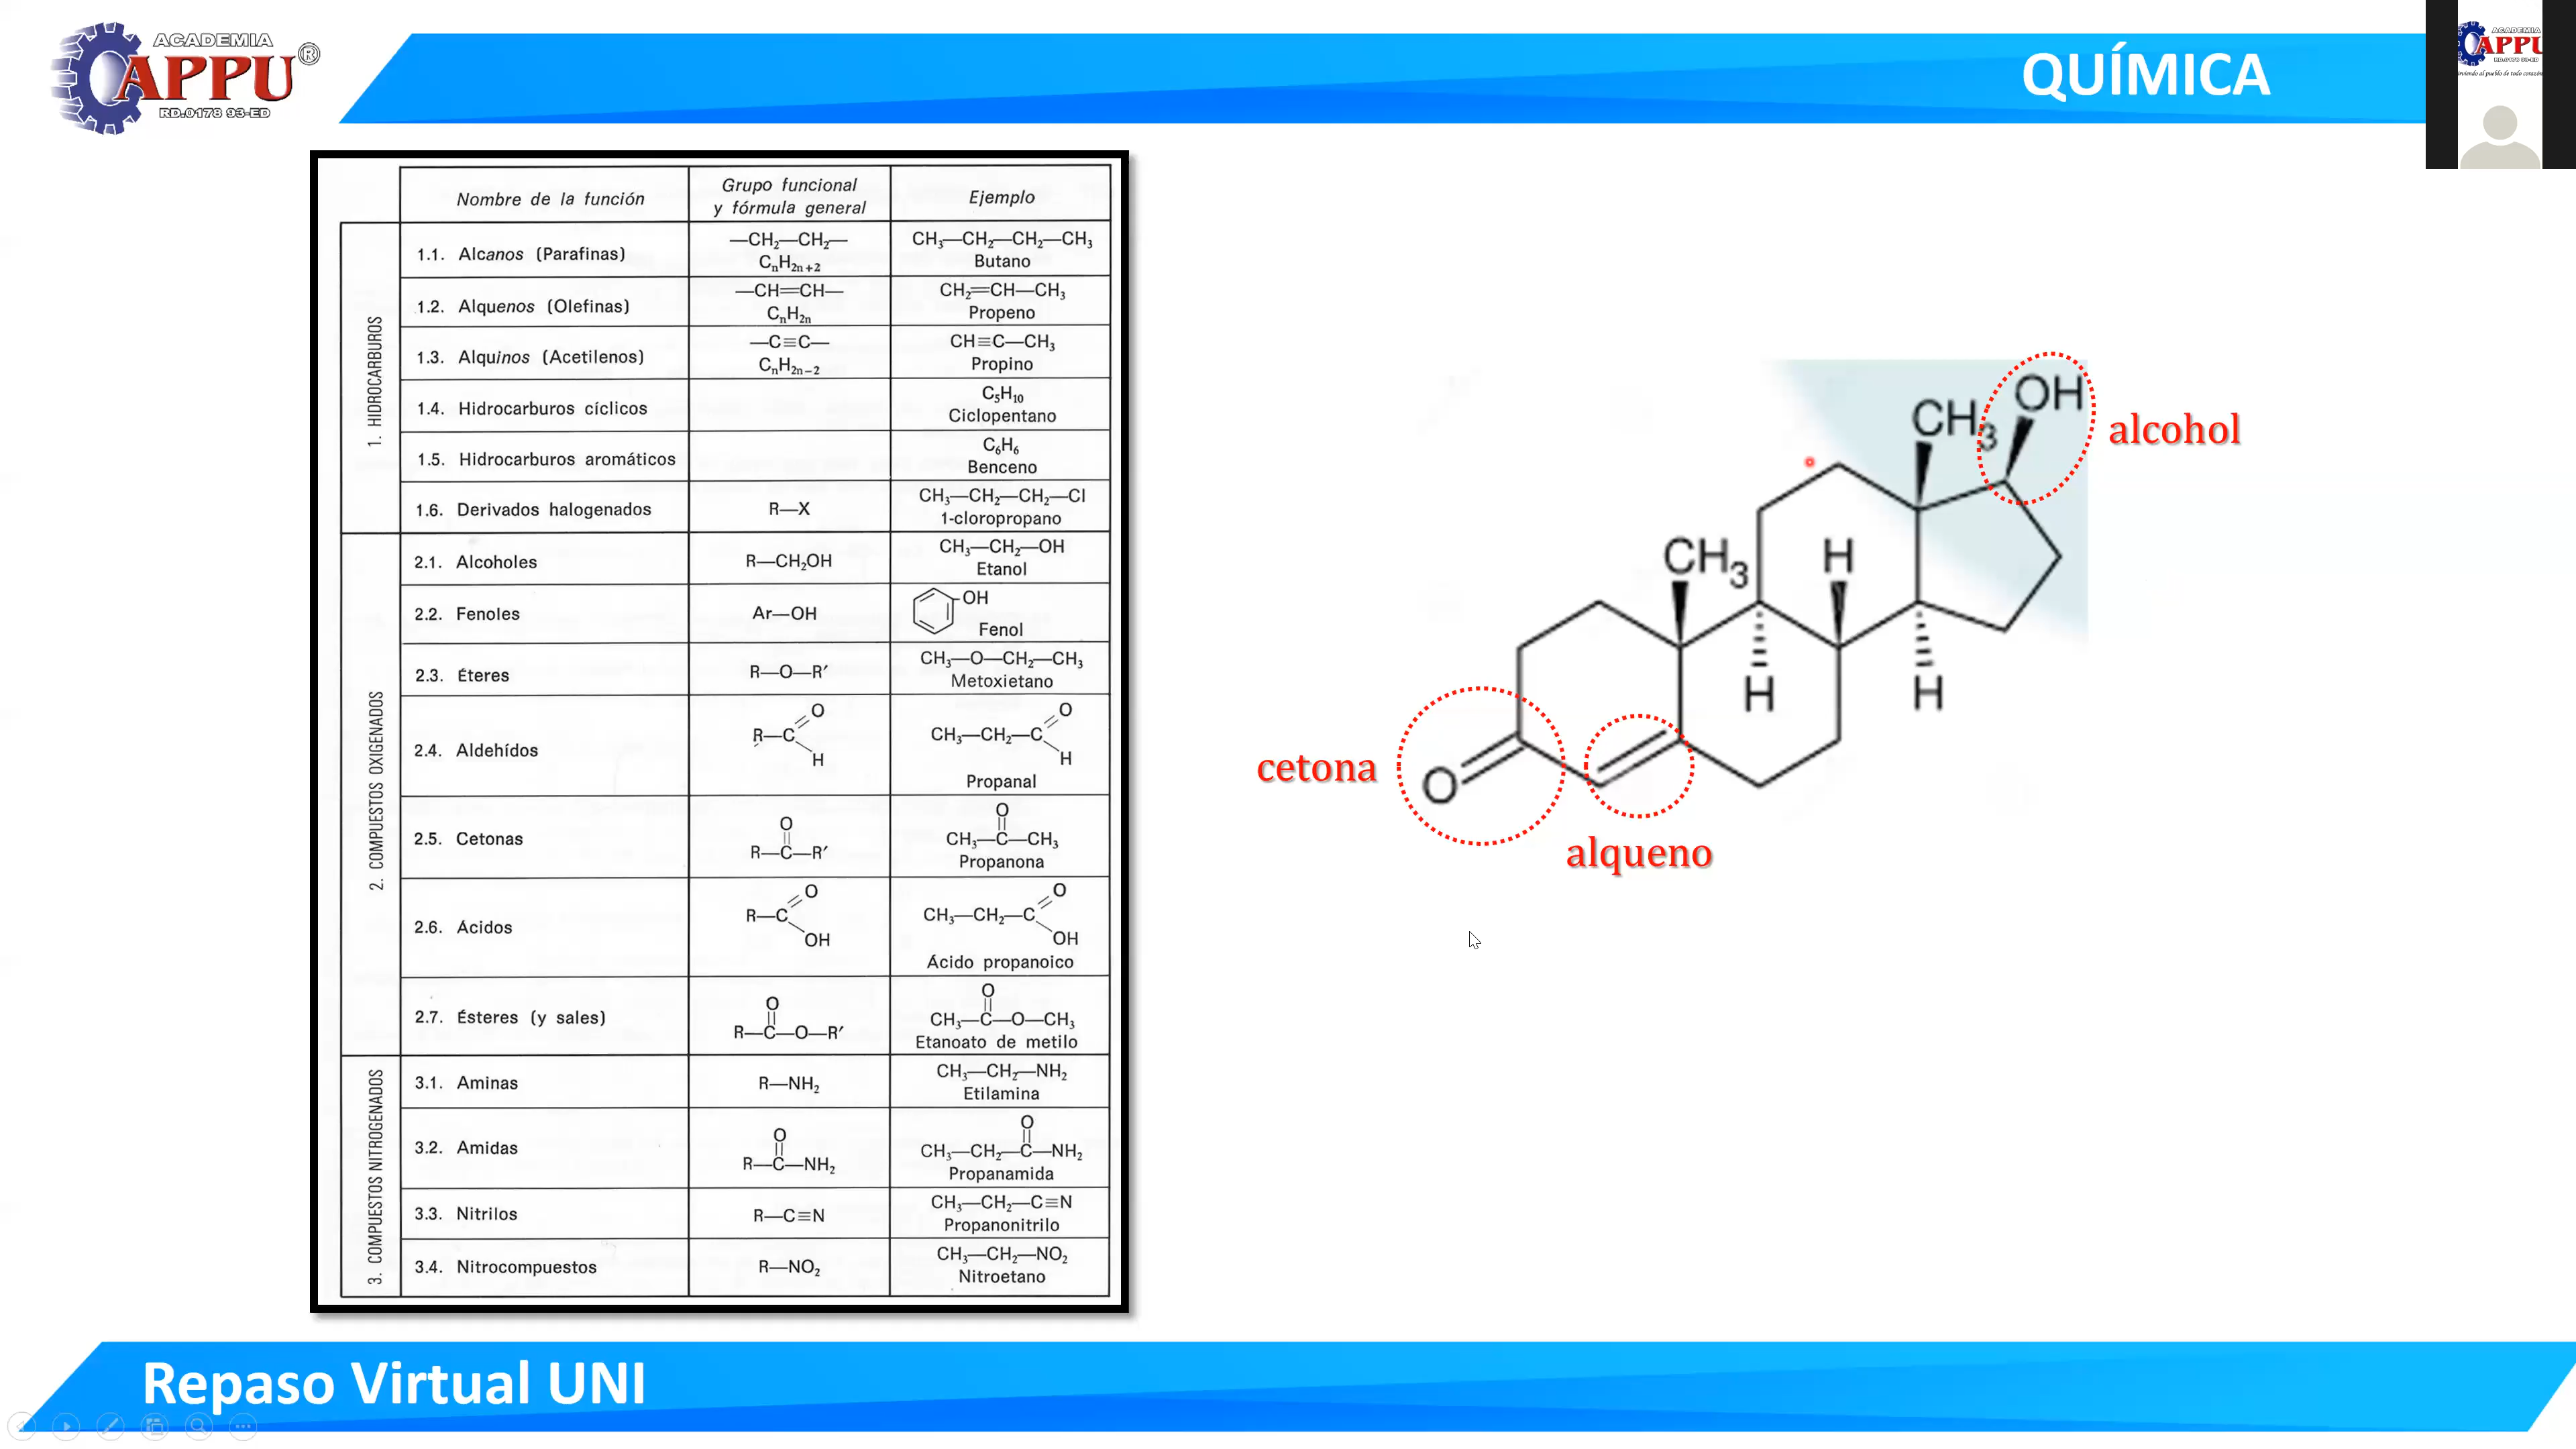 ACADEMIA
APPU®
RD.0178 93-ED
QUÍMICA
ACADEMIA
APPU
RD.0178 93-ED
Nombre de la función
Grupo funcional
y fórmula general
Ejemplo
1. HIDROCARBUROS
1.1. Alcanos (Parafinas)
—CH₂—CH₂—
CₙH₂ₙ₊₂
CH₃—CH₂—CH₂—CH₃
Butano
1.2. Alquenos (Olefinas)
—CH=CH—
CₙH₂ₙ
CH₂=CH—CH₃
Propeno
1.3. Alquinos (Acetilenos)
—C≡C—
CₙH₂ₙ₋₂
CH≡C—CH₃
Propino
1.4. Hidrocarburos cíclicos
C₅H₁₀
Ciclopentano
1.5. Hidrocarburos aromáticos
C₆H₆
Benceno
1.6. Derivados halogenados
R—X
CH₃—CH₂—CH₂—Cl
1-cloropropano
2. COMPUESTOS OXIGENADOS
2.1. Alcoholes
R—CH₂OH
CH₃—CH₂—OH
Etanol
2.2. Fenoles
Ar—OH
OH
Fenol
2.3. Éteres
R—O—R′
CH₃—O—CH₂—CH₃
Metoxietano
2.4. Aldehídos
O
R—C
H
O
CH₃—CH₂—C
H
Propanal
2.5. Cetonas
O
R—C—R′
O
CH₃—C—CH₃
Propanona
2.6. Ácidos
O
R—C
OH
O
CH₃—CH₂—C
OH
Ácido propanoico
2.7. Ésteres (y sales)
O
R—C—O—R′
O
CH₃—C—O—CH₃
Etanoato de metilo
3. COMPUESTOS NITROGENADOS
3.1. Aminas
R—NH₂
CH₃—CH₂—NH₂
Etilamina
3.2. Amidas
O
R—C—NH₂
O
CH₃—CH₂—C—NH₂
Propanamida
3.3. Nitrilos
R—C≡N
CH₃—CH₂—C≡N
Propanonitrilo
3.4. Nitrocompuestos
R—NO₂
CH₃—CH₂—NO₂
Nitroetano
OH
CH₃
alcohol
CH₃
H
H
H
cetona
O
alqueno
Repaso Virtual UNI